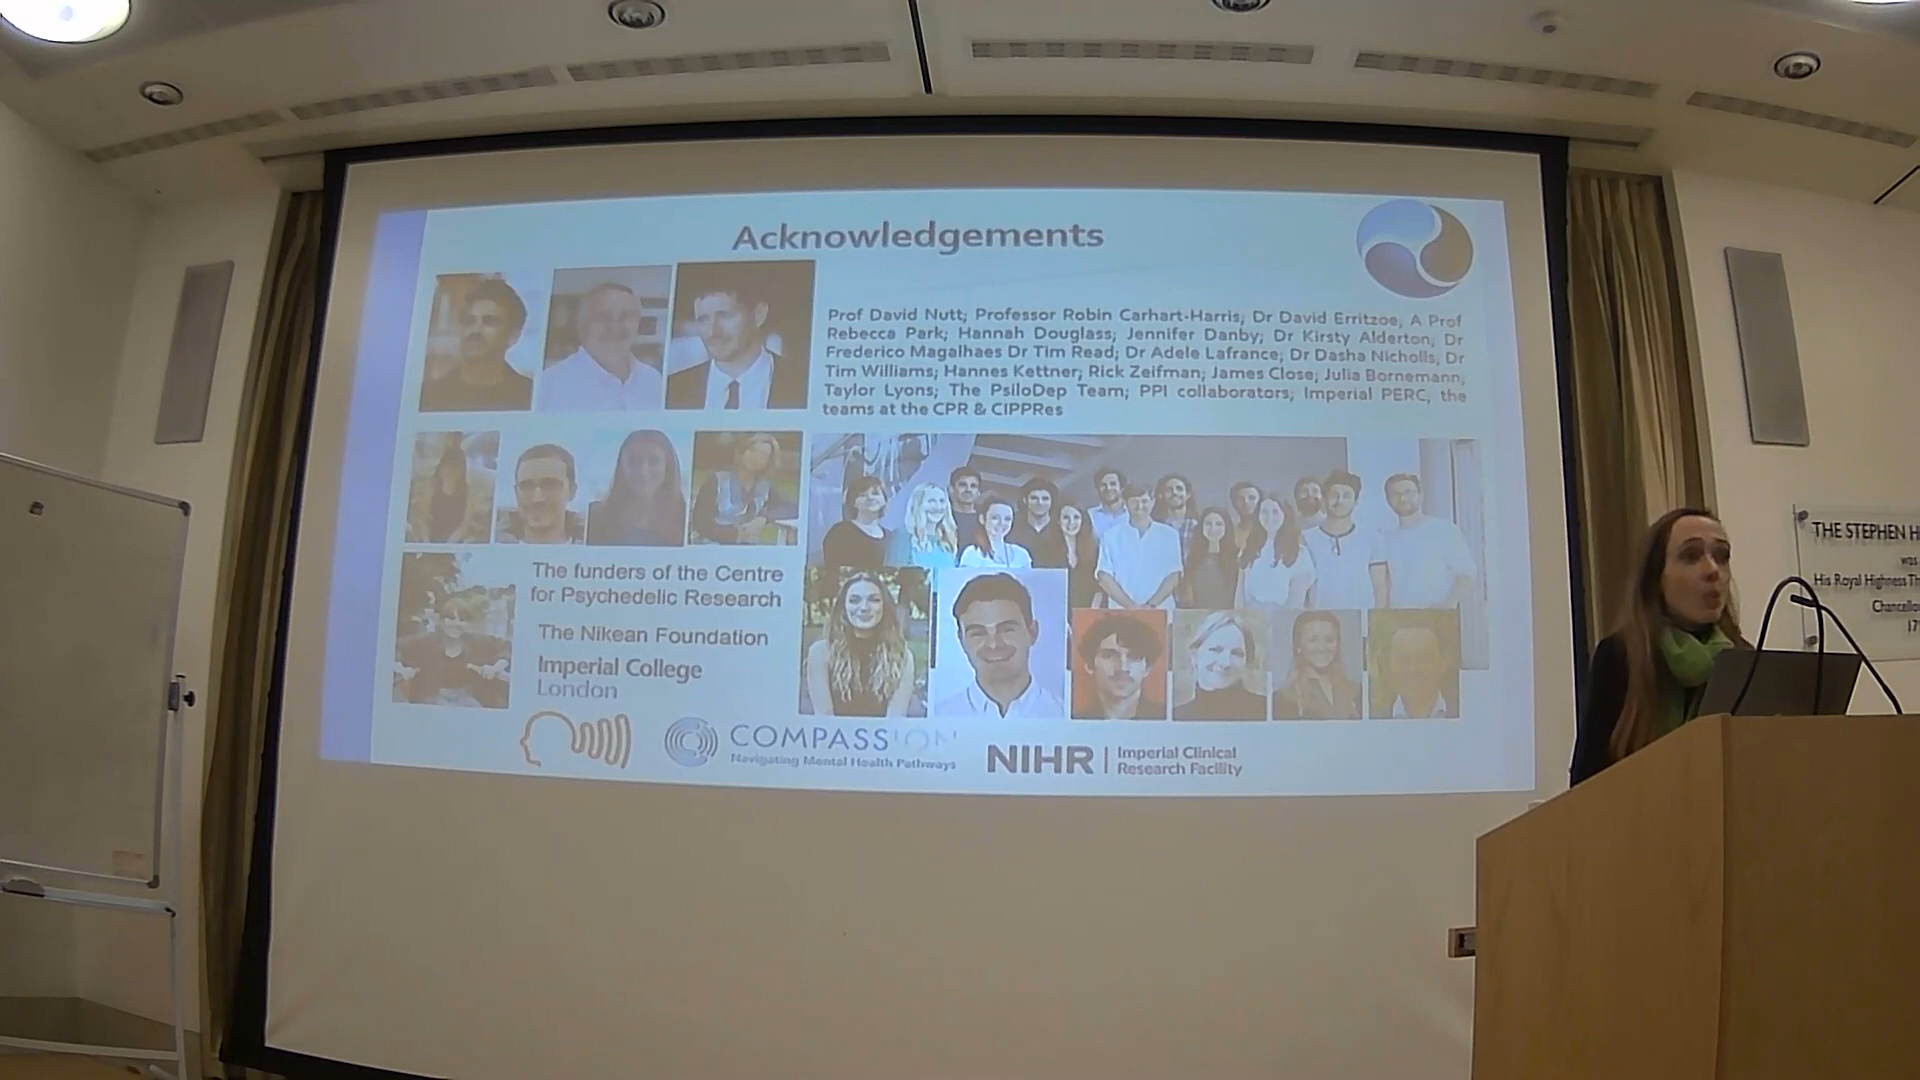 Acknowledgements
Prof David Nutt; Professor Robin Carhart-Harris, Dr David Erritzoe, A Prof
Rebecca Park; Hannah Douglass; Jennifer Danby; Dr Kirsty Alderton, Dr
Frederico Magalhaes Dr Tim Read; Dr Adele Lafrance; Dr Dasha Nicholls, Dr
Tim Williams; Hannes Kettner; Rick Zeifman; James Close; Julia Bornemann;
Taylor Lyons; The PsiloDep Team; PPI collaborators; Imperial PERC, the
teams at the CPR & CIPPRes
The funders of the Centre
for Psychedelic Research
The Nikean Foundation
Imperial College
London
COMPASS
Navigating Mental Health Pathways
NIHR | Imperial Clinical
Research Facility
THE STEPHEN
was
His Royal Highness